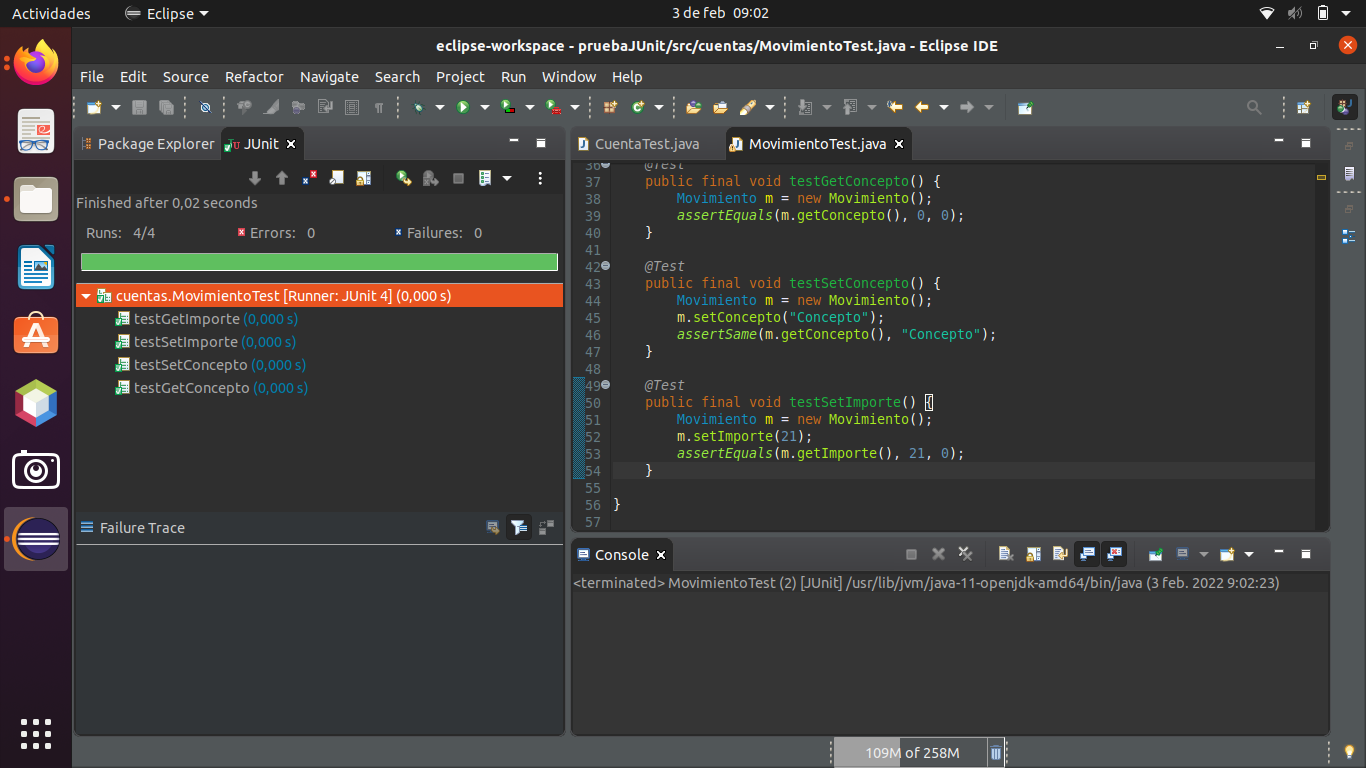 Actividades Eclipse 3 de feb 09:02
eclipse-workspace - pruebaJUnit/src/cuentas/MovimientoTest.java - Eclipse IDE
File Edit Source Refactor Navigate Search Project Run Window Help
Package Explorer JUnit
Finished after 0,02 seconds
Runs: 4/4 Errors: 0 Failures: 0
cuentas.MovimientoTest [Runner: JUnit 4] (0,000 s)
testGetImporte (0,000 s)
testSetImporte (0,000 s)
testSetConcepto (0,000 s)
testGetConcepto (0,000 s)
Failure Trace
CuentaTest.java MovimientoTest.java
36 @Test
37 public final void testGetConcepto() {
38 Movimiento m = new Movimiento();
39 assertEquals(m.getConcepto(), 0, 0);
40 }
41
42 @Test
43 public final void testSetConcepto() {
44 Movimiento m = new Movimiento();
45 m.setConcepto("Concepto");
46 assertSame(m.getConcepto(), "Concepto");
47 }
48
49 @Test
50 public final void testSetImporte() {
51 Movimiento m = new Movimiento();
52 m.setImporte(21);
53 assertEquals(m.getImporte(), 21, 0);
54 }
55
56 }
57
Console
<terminated> MovimientoTest (2) [JUnit] /usr/lib/jvm/java-11-openjdk-amd64/bin/java (3 feb. 2022 9:02:23)
109M of 258M